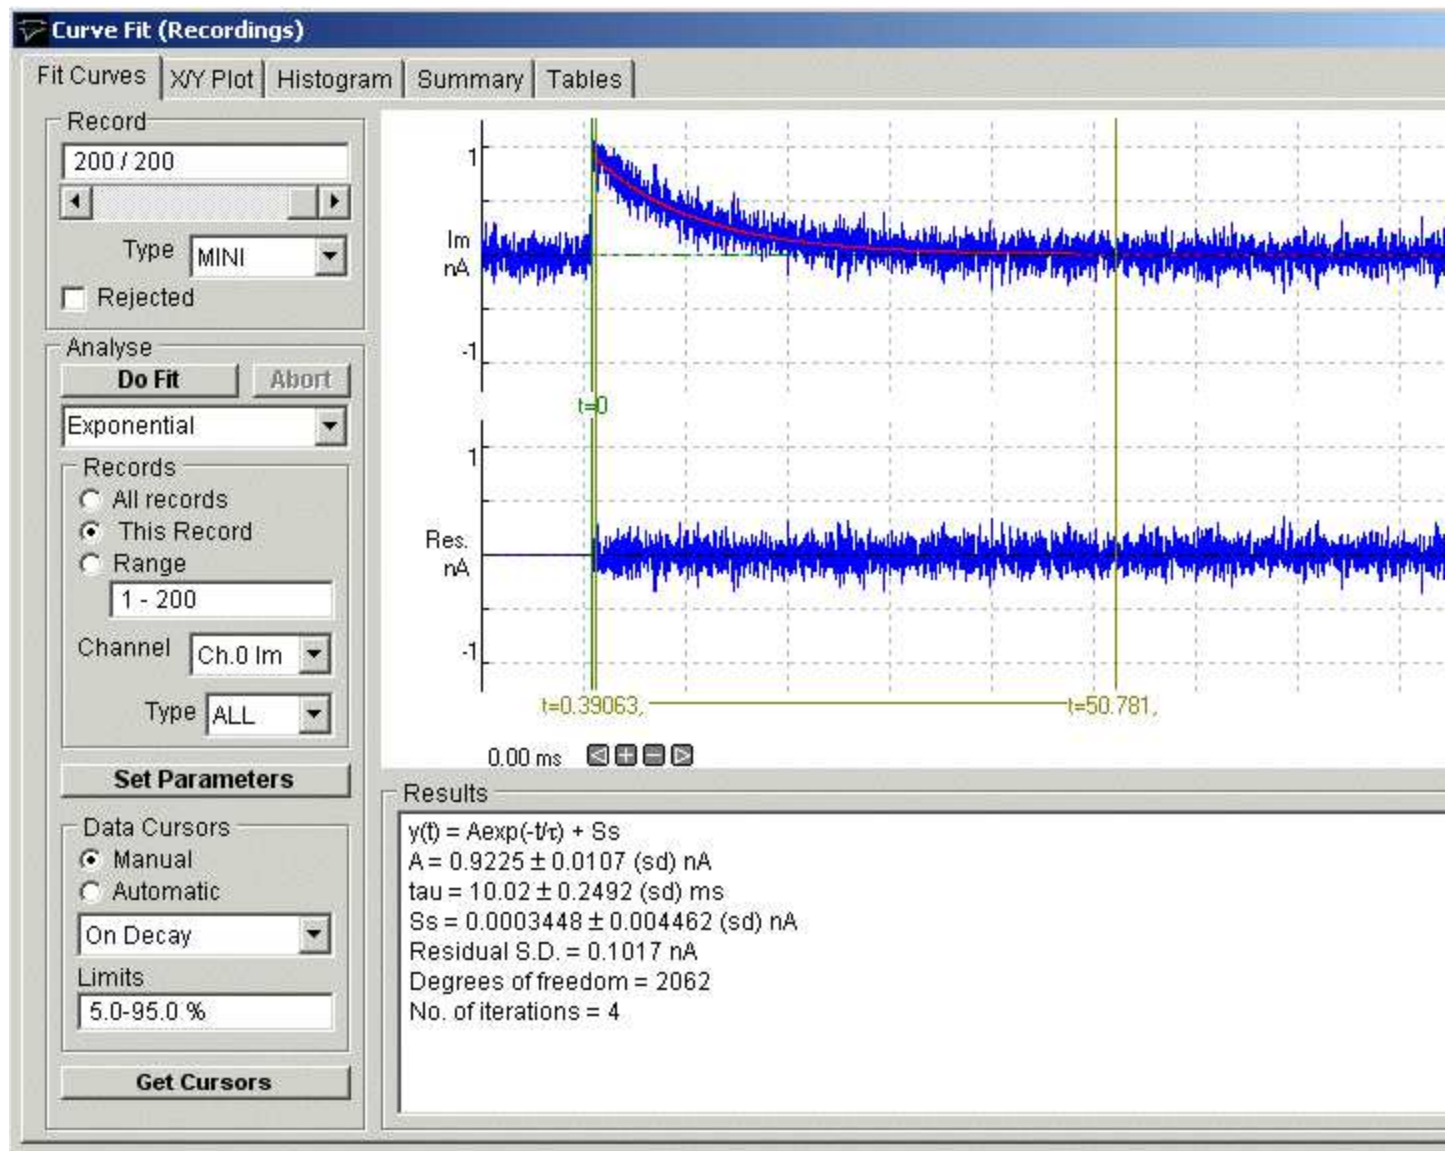 Curve Fit (Recordings)
Fit Curves X/Y Plot Histogram Summary Tables
Record
200 / 200
Type MINI
Rejected
Analyse
Do Fit Abort
Exponential
Records
All records
This Record
Range
1 - 200
Channel Ch.0 Im
Type ALL
Set Parameters
Data Cursors
Manual
Automatic
On Decay
Limits
5.0-95.0 %
Get Cursors
1
Im
nA
-1
t=0
1
Res.
nA
-1
t=0.39063, t=50.781,
0.00 ms
Results
y(t) = Aexp(-t/τ) + Ss
A = 0.9225 ± 0.0107 (sd) nA
tau = 10.02 ± 0.2492 (sd) ms
Ss = 0.0003448 ± 0.004462 (sd) nA
Residual S.D. = 0.1017 nA
Degrees of freedom = 2062
No. of iterations = 4